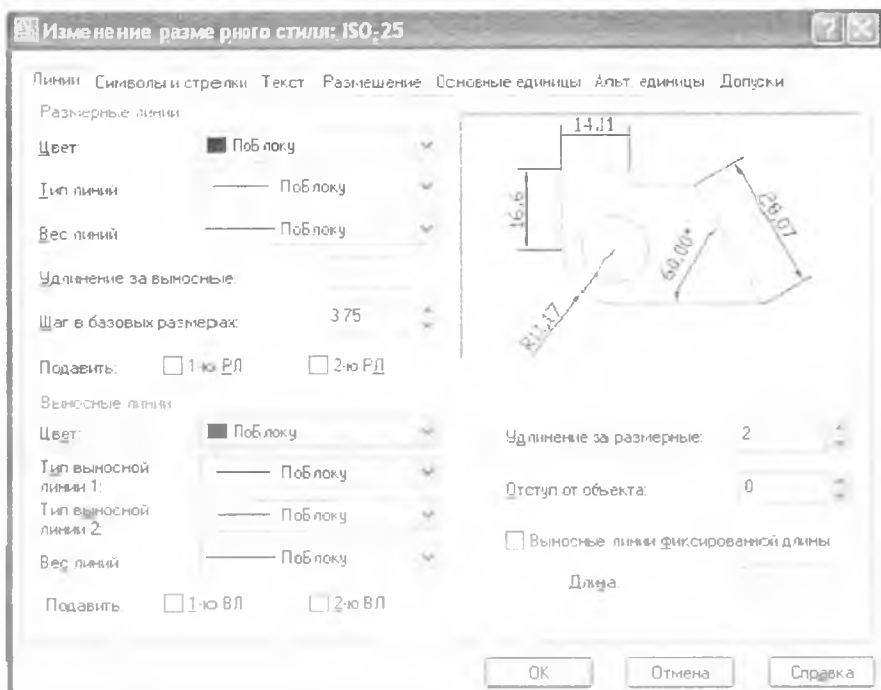 Изменение размерного стилл: ISO-25
Линии Символы и стрелки Текст Размешение Основные единицы Альт. единицы Допуски
Размерные линии
Цвет: ПоБлоку
Тип линий ПоБлоку
Вес линий ПоБлоку
Удлинение за выносные:
Шаг в базовых размерах: 3.75
Подавить: 1-ю РЛ 2-ю РЛ
Выносные линии
Цвет: ПоБлоку
Тип выносной
линии 1: ПоБлоку
Тип выносной
линии 2: ПоБлоку
Вес линий ПоБлоку
Подавить: 1-ю ВЛ 2-ю ВЛ
14,11
16,6
28,07
60,00°
R11,17
Удлинение за размерные: 2
Отступ от объекта: 0
Выносные линии фиксированной длины
Длина
OK Отмена Справка